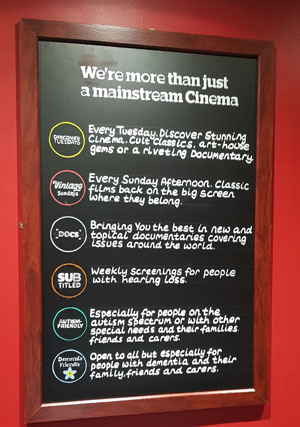 We're more than just
a mainstream Cinema
DISCOVER
TUESDAYS
Every Tuesday. Discover Stunning
Cinema. Cult Classics, art-house
gems or a riveting Documentary.
Vintage
Sundays
Every Sunday Afternoon. Classic
films back on the big screen
where they belong.
DOCS
Bringing You the best in new and
topical documentaries covering
issues around the world.
SUB
TITLED
Weekly Screenings for people
with hearing loss.
AUTISM-
FRIENDLY
Especially for people on the
autism spectrum or with other
special needs and their families.
friends and carers.
Dementia
Friendly
Open to all but especially for
people with dementia and their
family, friends and carers.